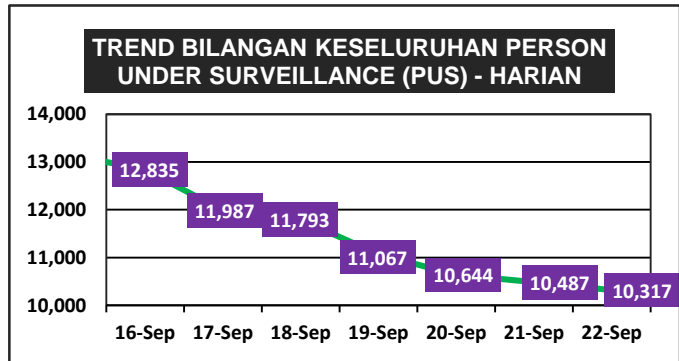 TREND BILANGAN KESELURUHAN PERSON
UNDER SURVEILLANCE (PUS) - HARIAN
14,000
13,000
12,000
11,000
10,000
12,835
11,987
11,793
11,067
10,644
10,487
10,317
16-Sep
17-Sep
18-Sep
19-Sep
20-Sep
21-Sep
22-Sep